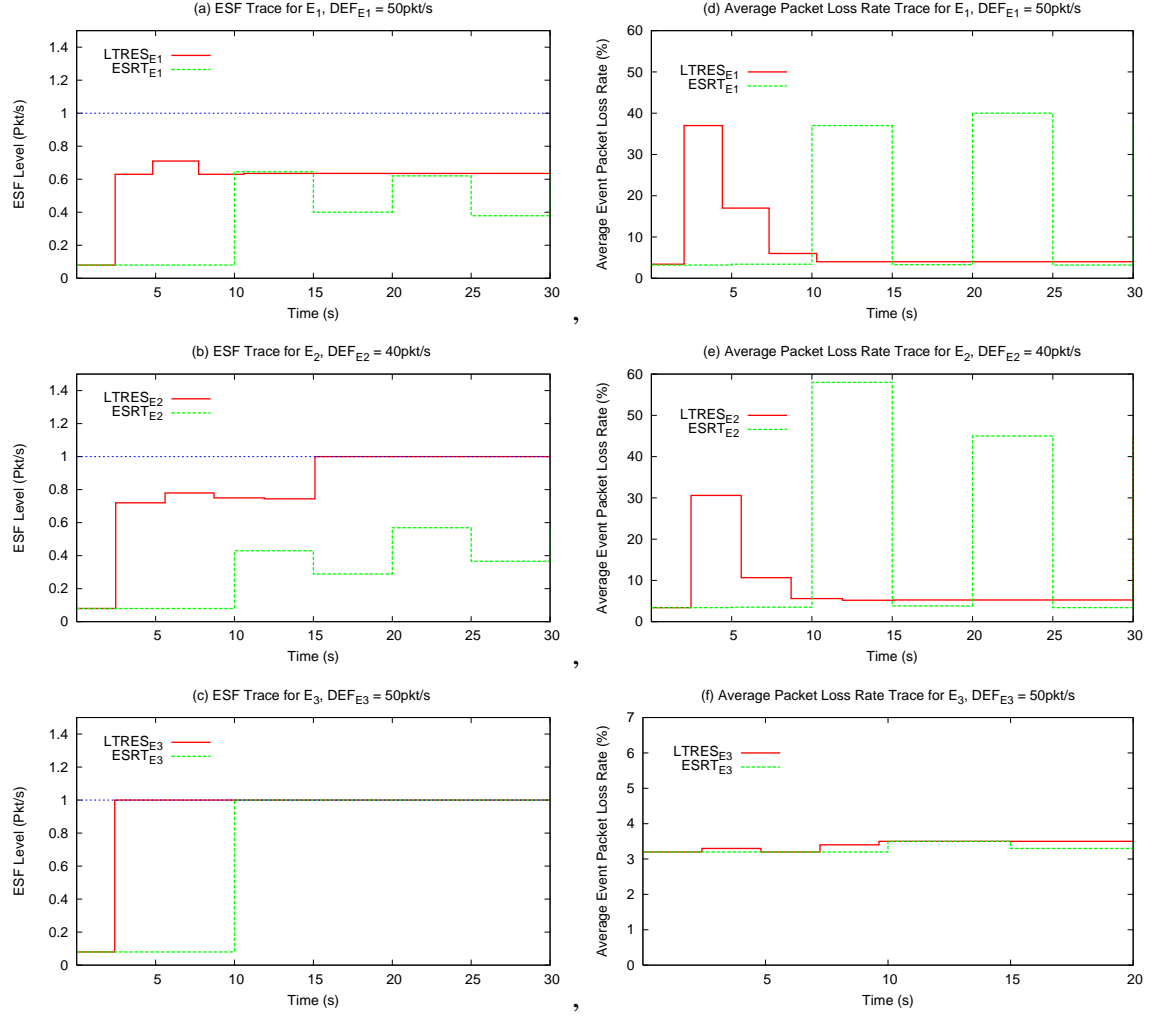 (a) ESF Trace for E1, DEFE1 = 50pkt/s
ESF Level (Pkt/s)
LTRESE1
ESRTE1
1.4
1.2
1
0.8
0.6
0.4
0.2
0
5 10 15 20 25 30
Time (s)
,
(d) Average Packet Loss Rate Trace for E1, DEFE1 = 50pkt/s
Average Event Packet Loss Rate (%)
LTRESE1
ESRTE1
60
50
40
30
20
10
0
5 10 15 20 25 30
Time (s)
(b) ESF Trace for E2, DEFE2 = 40pkt/s
ESF Level (Pkt/s)
LTRESE2
ESRTE2
1.4
1.2
1
0.8
0.6
0.4
0.2
0
5 10 15 20 25 30
Time (s)
,
(e) Average Packet Loss Rate Trace for E2, DEFE2 = 40pkt/s
Average Event Packet Loss Rate (%)
LTRESE2
ESRTE2
60
50
40
30
20
10
0
5 10 15 20 25 30
Time (s)
(c) ESF Trace for E3, DEFE3 = 50pkt/s
ESF Level (Pkt/s)
LTRESE3
ESRTE3
1.4
1.2
1
0.8
0.6
0.4
0.2
0
5 10 15 20 25 30
Time (s)
,
(f) Average Packet Loss Rate Trace for E3, DEFE3 = 50pkt/s
Average Event Packet Loss Rate (%)
LTRESE3
ESRTE3
7
6
5
4
3
2
1
0
5 10 15 20
Time (s)